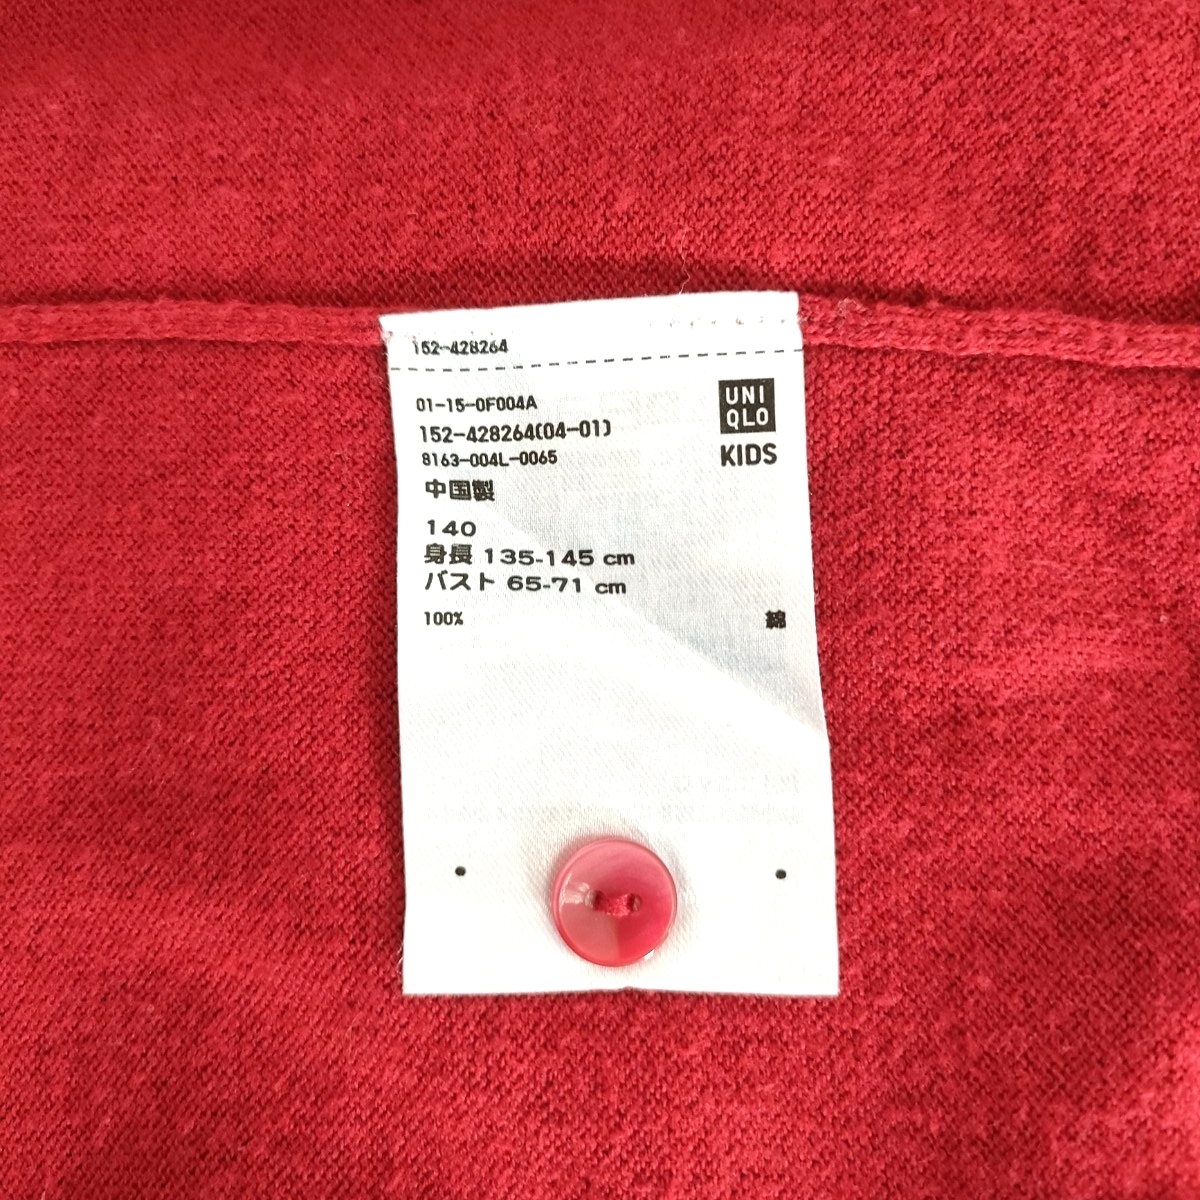 152-428264
01-15-0F004A
152-428264(04-01)
8163-004L-0065
UNI
QLO
KIDS
中国製
140
身長 135-145 cm
バスト 65-71 cm
100% 綿